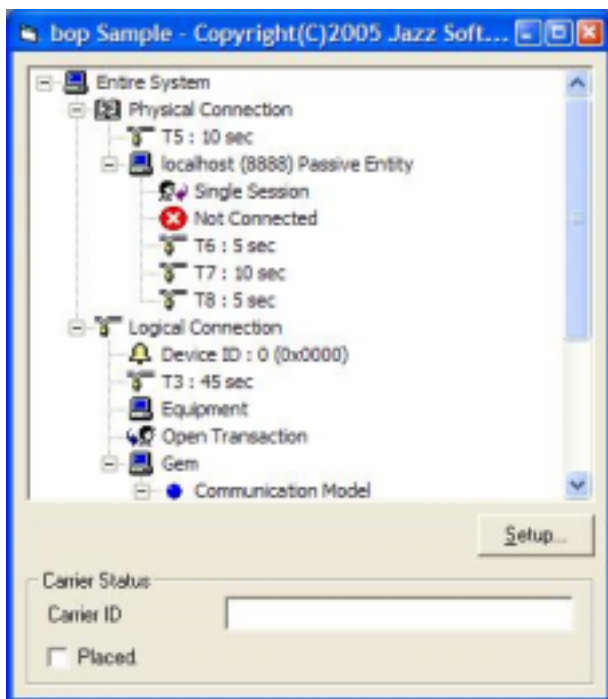 bop Sample - Copyright(C)2005 Jazz Soft...
Entire System
Physical Connection
T5 : 10 sec
localhost (8888) Passive Entity
Single Session
Not Connected
T6 : 5 sec
T7 : 10 sec
T8 : 5 sec
Logical Connection
Device ID : 0 (0x0000)
T3 : 45 sec
Equipment
Open Transaction
Gem
Communication Model
Setup...
Carrier Status
Carrier ID
Placed